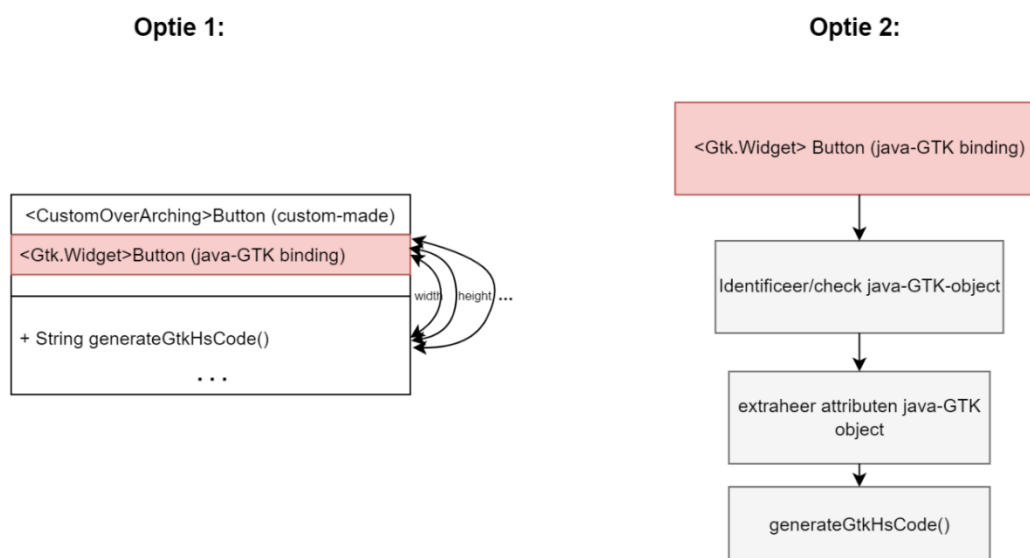 Optie 1:
<CustomOverArching>Button (custom-made)
<Gtk.Widget>Button (java-GTK binding)
width
height
...
+ String generateGtkHsCode()
...
Optie 2:
<Gtk.Widget> Button (java-GTK binding)
Identificeer/check java-GTK-object
extraheer attributen java-GTK
object
generateGtkHsCode()